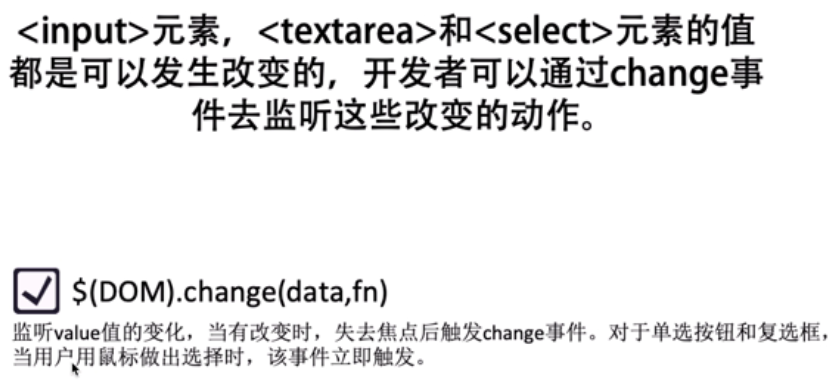 <input>元素，<textarea>和<select>元素的值
都是可以发生改变的，开发者可以通过change事
件去监听这些改变的动作。
$(DOM).change(data,fn)
监听value值的变化，当有改变时，失去焦点后触发change事件。对于单选按钮和复选框，
当用户用鼠标做出选择时，该事件立即触发。